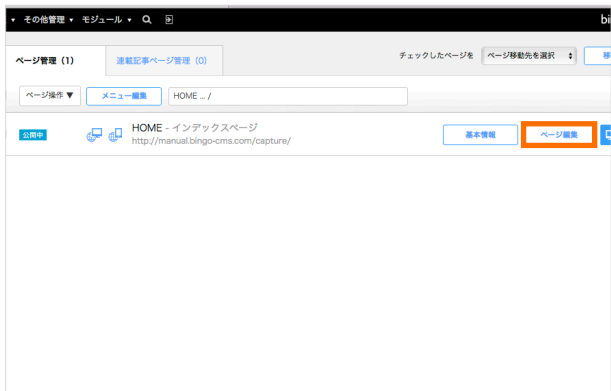 ▼ その他管理 ▼ モジュール ▼
ページ管理 (1)
連載記事ページ管理 (0)
チェックしたページを
ページ移動先を選択
ページ操作 ▼
メニュー編集
HOME ... /
公開中
HOME - インデックスページ
http://manual.bingo-cms.com/capture/
基本情報
ページ編集